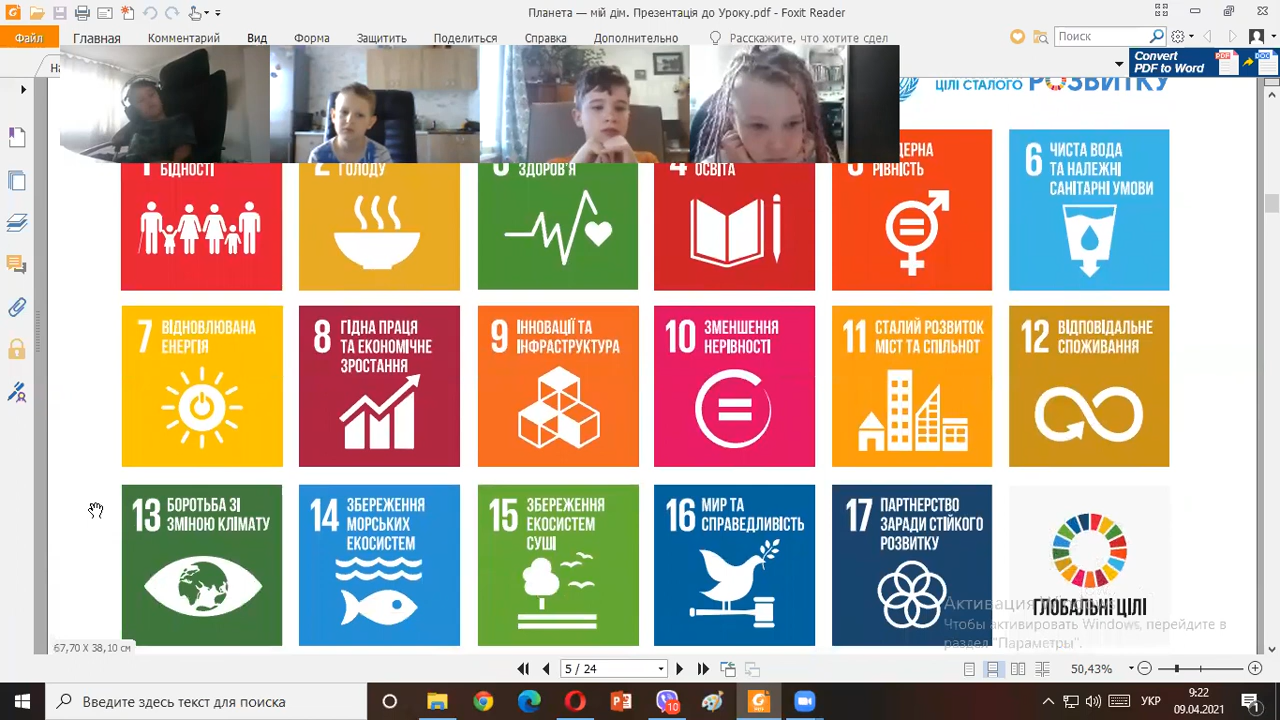 Планета — мій дім. Презентація до Уроку.pdf - Foxit Reader
Файл
Главная
Комментарий
Вид
Форма
Защитить
Поделиться
Справка
Дополнительно
Расскажите, что хотите сдел
Поиск
Convert
PDF to Word
ЦІЛІ СТАЛОГО РОЗВИТКУ
1 БІДНОСТІ
2 ГОЛОДУ
ЗДОРОВ'Я
4 ОСВІТА
РІВНІСТЬ
6 ЧИСТА ВОДА
ТА НАЛЕЖНІ
САНІТАРНІ УМОВИ
7 ВІДНОВЛЮВАНА
ЕНЕРГІЯ
8 ГІДНА ПРАЦЯ
ТА ЕКОНОМІЧНЕ
ЗРОСТАННЯ
9 ІННОВАЦІЇ ТА
ІНФРАСТРУКТУРА
10 ЗМЕНШЕННЯ
НЕРІВНОСТІ
11 СТАЛИЙ РОЗВИТОК
МІСТ ТА СПІЛЬНОТ
12 ВІДПОВІДАЛЬНЕ
СПОЖИВАННЯ
13 БОРОТЬБА ЗІ
ЗМІНОЮ КЛІМАТУ
14 ЗБЕРЕЖЕННЯ
МОРСЬКИХ
ЕКОСИСТЕМ
15 ЗБЕРЕЖЕННЯ
ЕКОСИСТЕМ
СУШІ
16 МИР ТА
СПРАВЕДЛИВІСТЬ
17 ПАРТНЕРСТВО
ЗАРАДИ СТІЙКОГО
РОЗВИТКУ
ГЛОБАЛЬНІ ЦІЛІ
Активация
Чтобы активировать Windows, перейдите в
раздел "Параметры".
67,70 x 38,10 см
5 / 24
50,43%
Введите здесь текст для поиска
10
УКР
9:22
09.04.2021
1